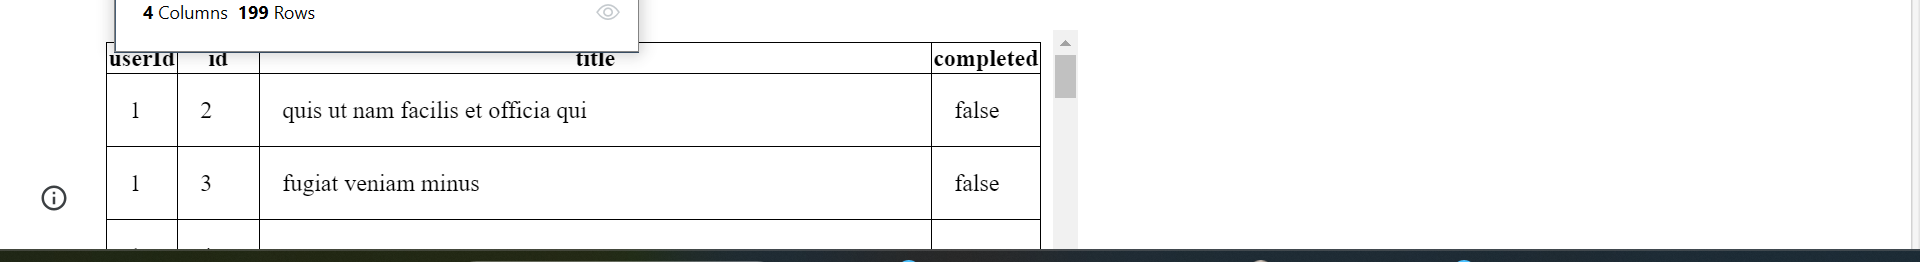 4 Columns 199 Rows
userId id title completed
1 2 quis ut nam facilis et officia qui false
1 3 fugiat veniam minus false